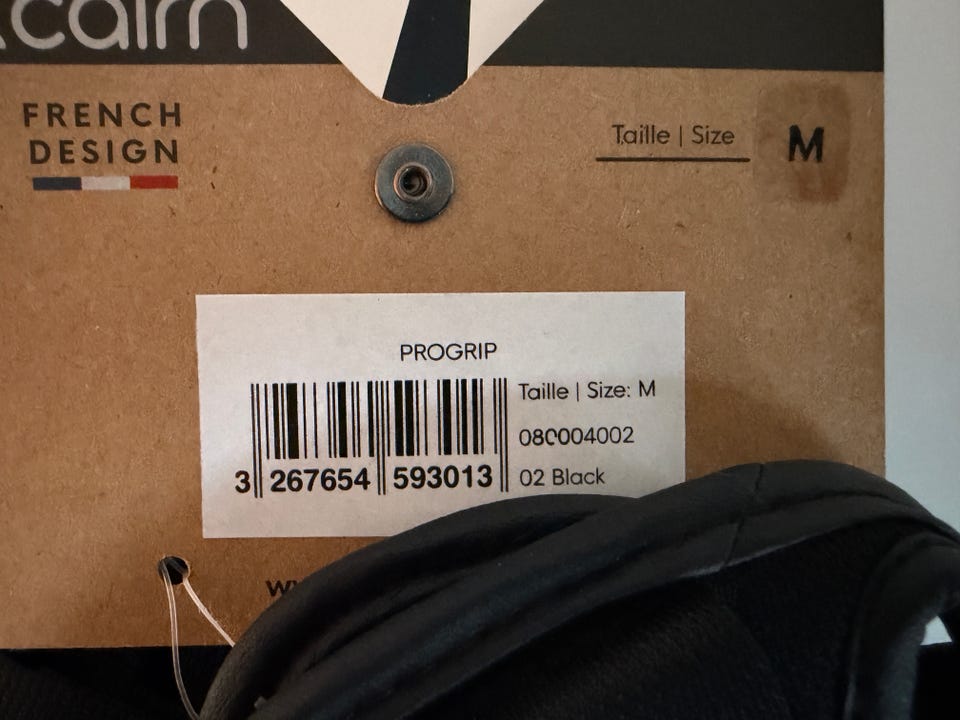 cairn
FRENCH
DESIGN
Taille | Size
M
PROGRIP
Taille | Size: M
080004002
02 Black
3 267654 593013